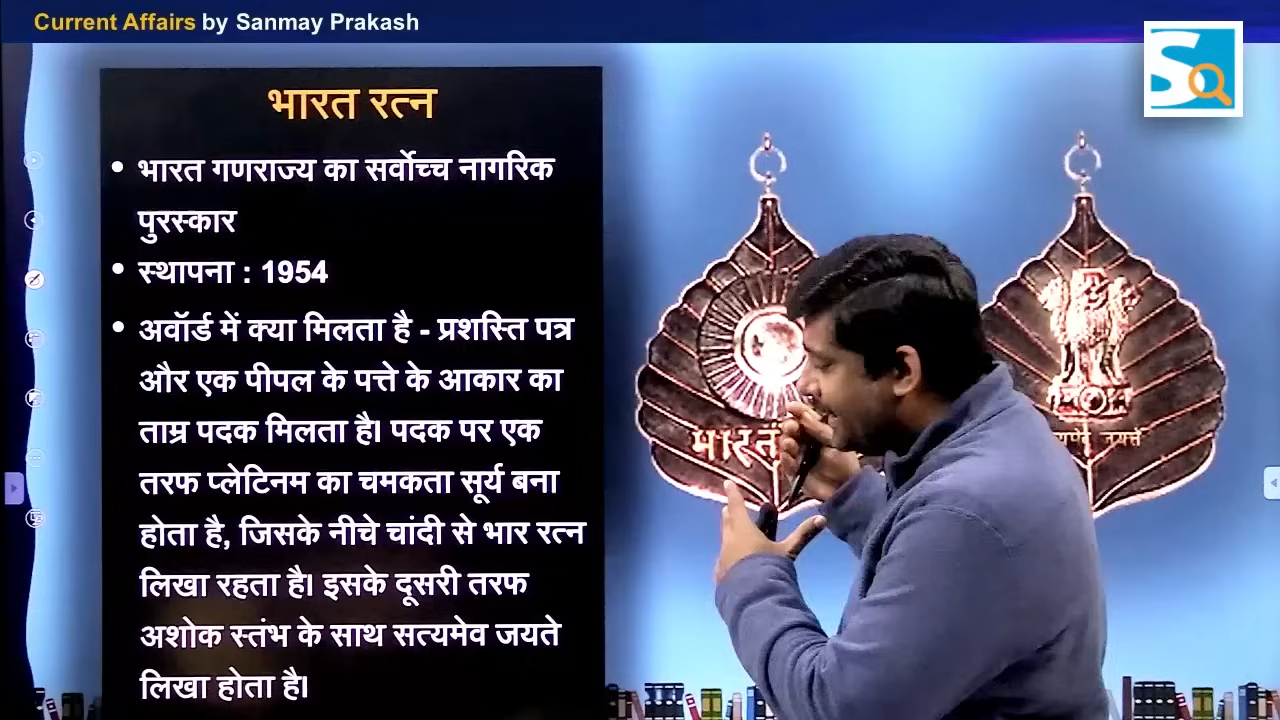 Current Affairs by Sanmay Prakash
भारत रत्न
• भारत गणराज्य का सर्वोच्च नागरिक
पुरस्कार
• स्थापना : 1954
• अवॉर्ड में क्या मिलता है - प्रशस्ति पत्र
और एक पीपल के पत्ते के आकार का
ताम्र पदक मिलता है। पदक पर एक
तरफ प्लेटिनम का चमकता सूर्य बना
होता है, जिसके नीचे चांदी से भार रत्न
लिखा रहता है। इसके दूसरी तरफ
अशोक स्तंभ के साथ सत्यमेव जयते
लिखा होता है।
भारत
जयते